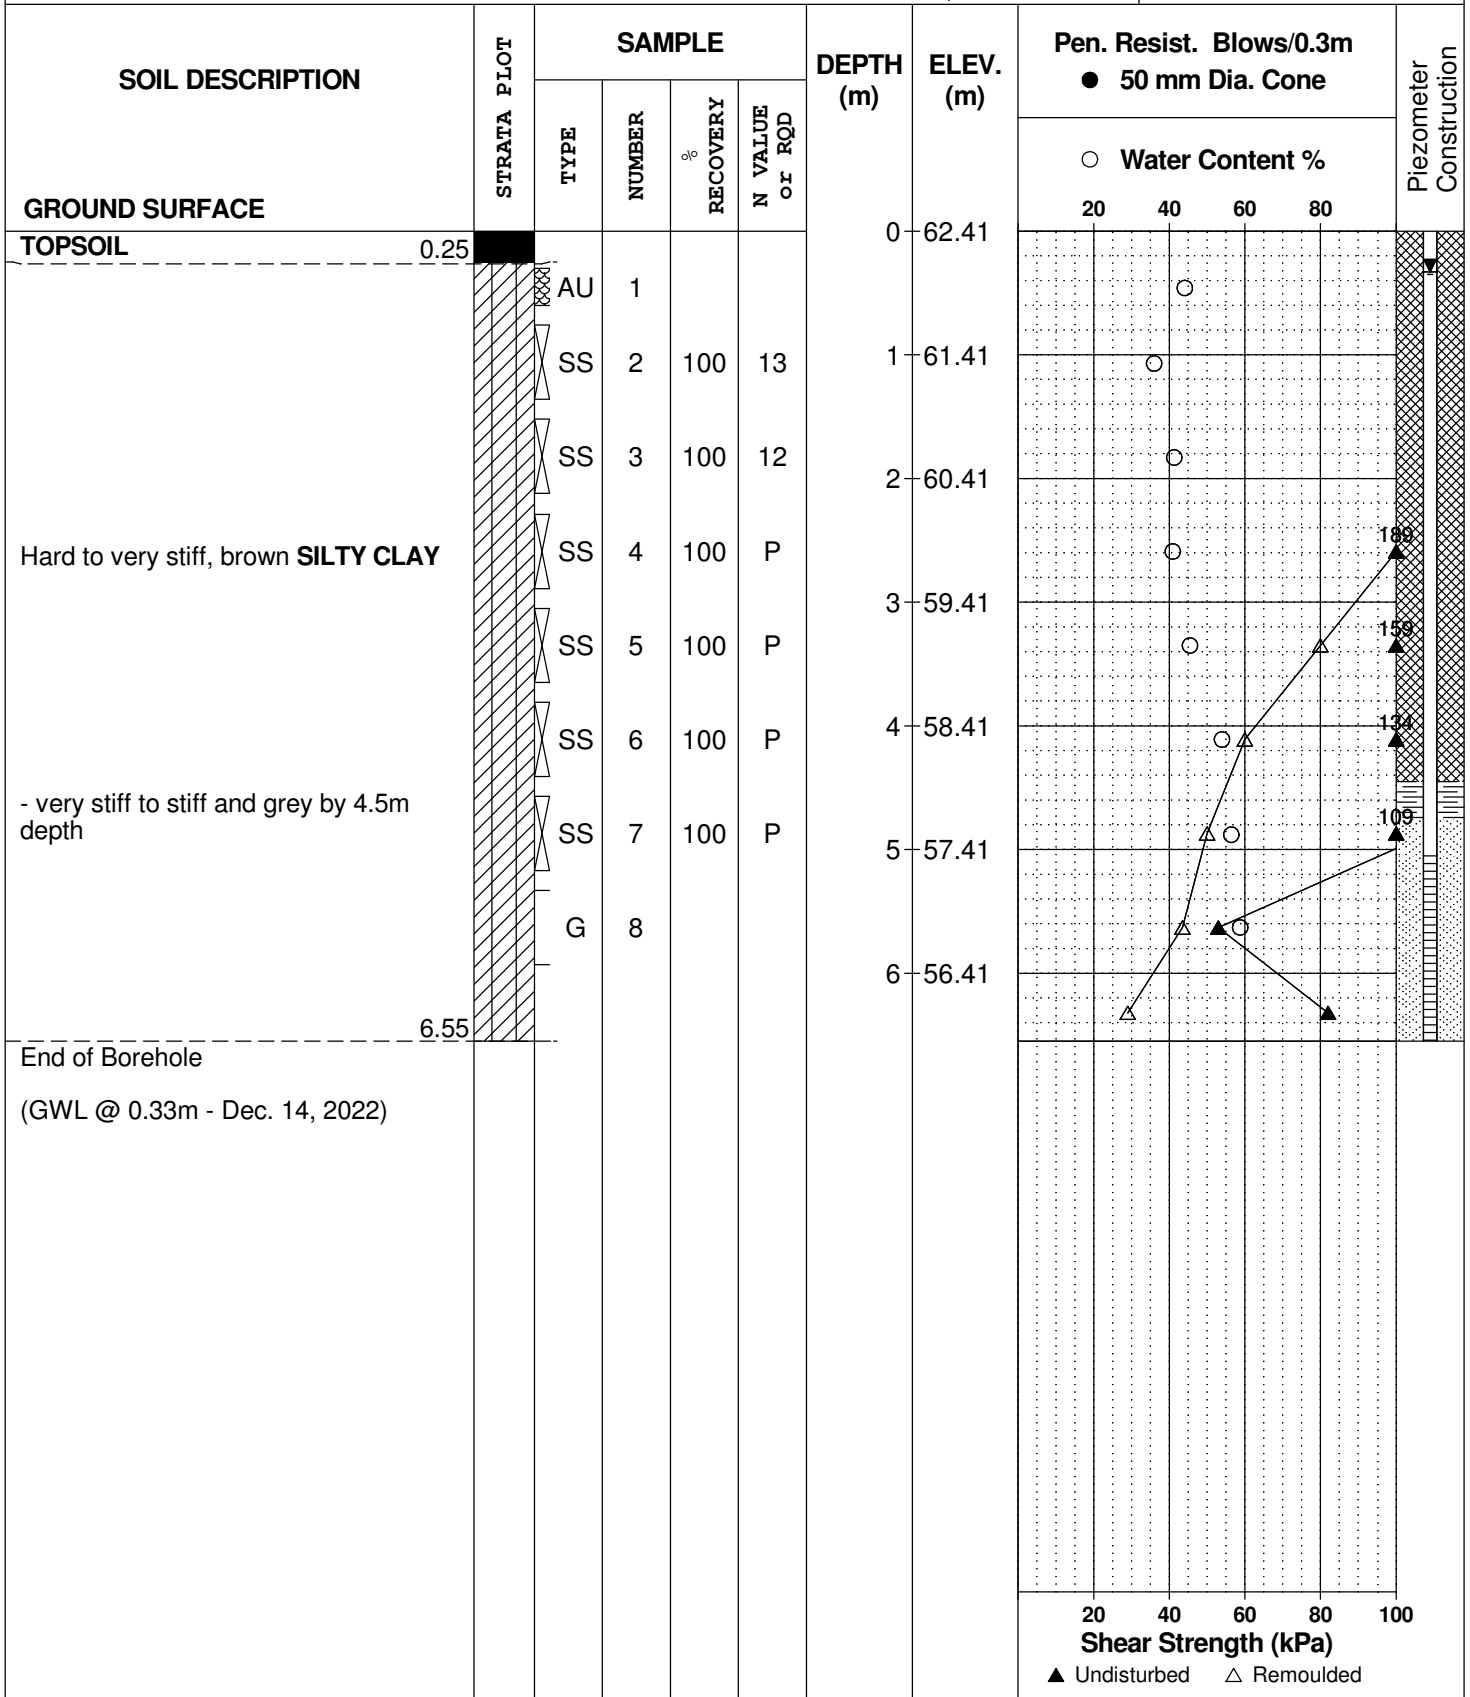 SOIL DESCRIPTION
GROUND SURFACE
STRATA PLOT
SAMPLE
TYPE
NUMBER
% RECOVERY
N VALUE or RQD
DEPTH (m)
ELEV. (m)
Pen. Resist. Blows/0.3m
● 50 mm Dia. Cone
○ Water Content %
20 40 60 80
Piezometer Construction
TOPSOIL 0.25
0 62.41
AU 1
SS 2 100 13
1 61.41
SS 3 100 12
2 60.41
Hard to very stiff, brown SILTY CLAY
SS 4 100 P
189
3 59.41
SS 5 100 P
159
4 58.41
SS 6 100 P
134
- very stiff to stiff and grey by 4.5m
depth
SS 7 100 P
109
5 57.41
G 8
6 56.41
6.55
End of Borehole
(GWL @ 0.33m - Dec. 14, 2022)
20 40 60 80 100
Shear Strength (kPa)
▲ Undisturbed △ Remoulded